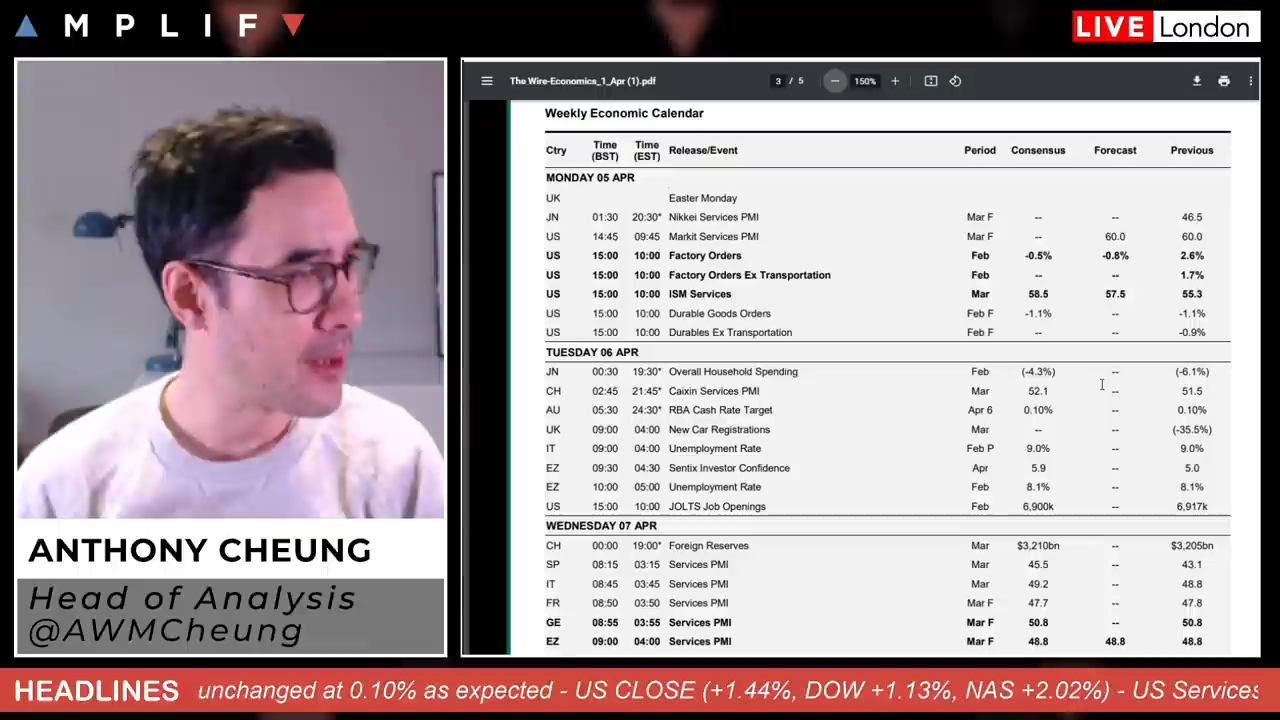 AMPLIFY
LIVE London
The Wire-Economics_1_Apr (1).pdf 3 / 5 150%
Weekly Economic Calendar
Ctry Time (BST) Time (EST) Release/Event Period Consensus Forecast Previous
MONDAY 05 APR
UK Easter Monday
JN 01:30 20:30* Nikkei Services PMI Mar F -- -- 46.5
US 14:45 09:45 Markit Services PMI Mar F -- 60.0 60.0
US 15:00 10:00 Factory Orders Feb -0.5% -0.8% 2.6%
US 15:00 10:00 Factory Orders Ex Transportation Feb -- -- 1.7%
US 15:00 10:00 ISM Services Mar 58.5 57.5 55.3
US 15:00 10:00 Durable Goods Orders Feb F -1.1% -- -1.1%
US 15:00 10:00 Durables Ex Transportation Feb F -- -- -0.9%
TUESDAY 06 APR
JN 00:30 19:30* Overall Household Spending Feb (-4.3%) -- (-6.1%)
CH 02:45 21:45* Caixin Services PMI Mar 52.1 -- 51.5
AU 05:30 24:30* RBA Cash Rate Target Apr 6 0.10% -- 0.10%
UK 09:00 04:00 New Car Registrations Mar -- -- (-35.5%)
IT 09:00 04:00 Unemployment Rate Feb P 9.0% -- 9.0%
EZ 09:30 04:30 Sentix Investor Confidence Apr 5.9 -- 5.0
EZ 10:00 05:00 Unemployment Rate Feb 8.1% -- 8.1%
US 15:00 10:00 JOLTS Job Openings Feb 6,900k -- 6,917k
WEDNESDAY 07 APR
CH 00:00 19:00* Foreign Reserves Mar $3,210bn -- $3,205bn
SP 08:15 03:15 Services PMI Mar 45.5 -- 43.1
IT 08:45 03:45 Services PMI Mar 49.2 -- 48.8
FR 08:50 03:50 Services PMI Mar F 47.7 -- 47.8
GE 08:55 03:55 Services PMI Mar F 50.8 -- 50.8
EZ 09:00 04:00 Services PMI Mar F 48.8 48.8 48.8
ANTHONY CHEUNG
Head of Analysis
@AWMCheung
HEADLINES unchanged at 0.10% as expected - US CLOSE (+1.44%, DOW +1.13%, NAS +2.02%) - US Services